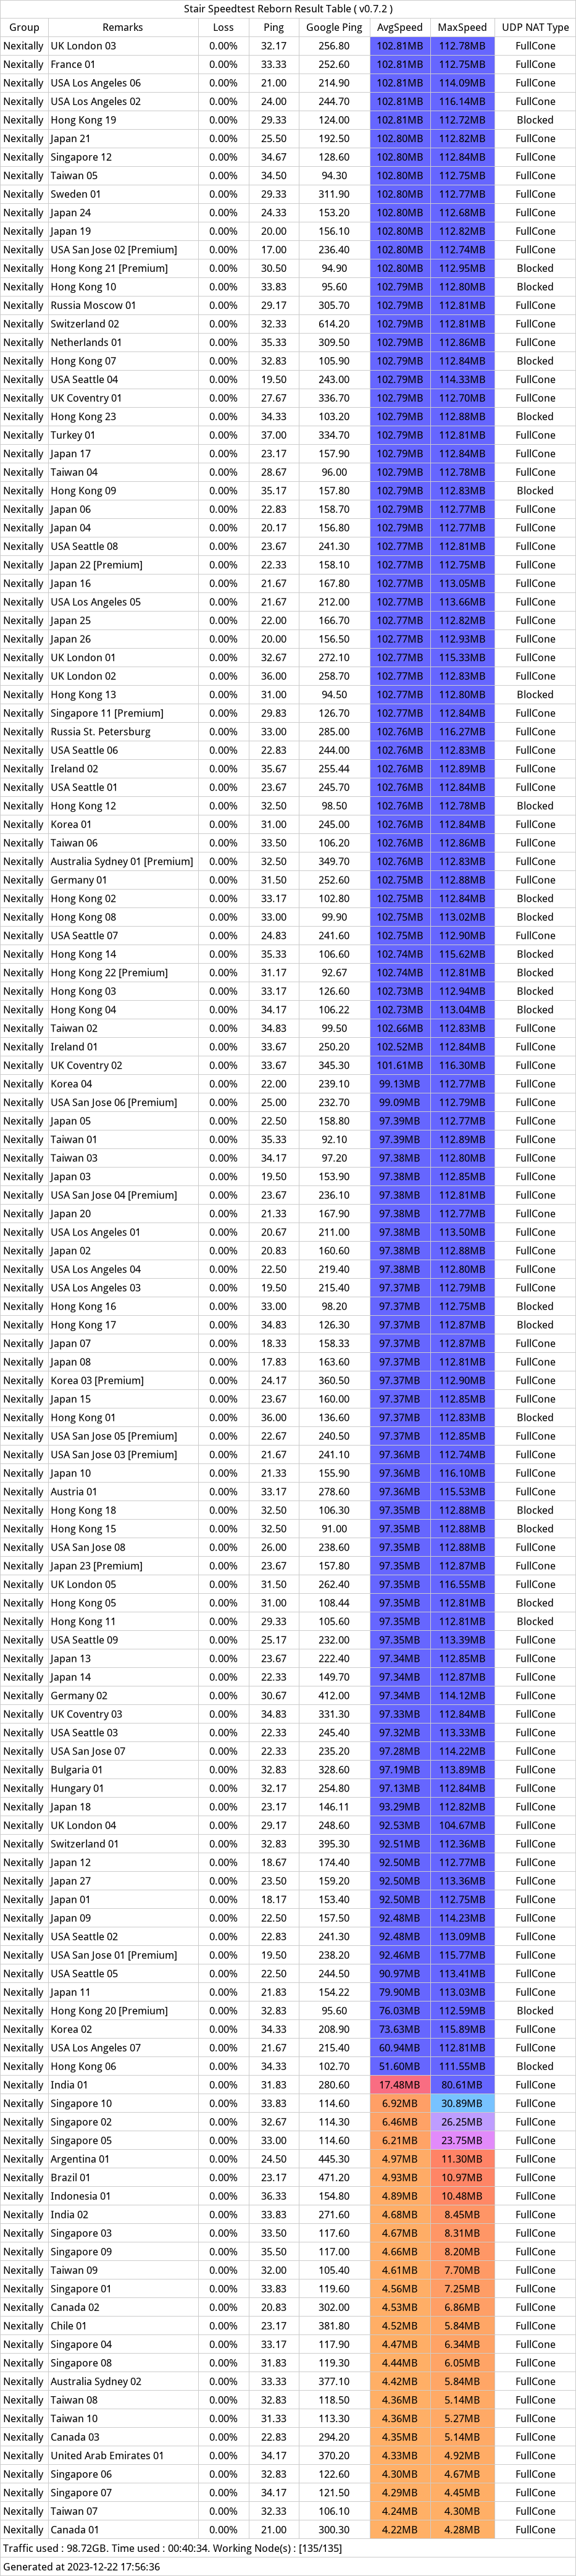 Stair Speedtest Reborn Result Table ( v0.7.2 )
Group Remarks Loss Ping Google Ping AvgSpeed MaxSpeed UDP NAT Type
Nexitally UK London 03 0.00% 32.17 256.80 102.81MB 112.78MB FullCone
Nexitally France 01 0.00% 33.33 252.60 102.81MB 112.75MB FullCone
Nexitally USA Los Angeles 06 0.00% 21.00 214.90 102.81MB 114.09MB FullCone
Nexitally USA Los Angeles 02 0.00% 24.00 244.70 102.81MB 116.14MB FullCone
Nexitally Hong Kong 19 0.00% 29.33 124.00 102.81MB 112.72MB Blocked
Nexitally Japan 21 0.00% 25.50 192.50 102.80MB 112.82MB FullCone
Nexitally Singapore 12 0.00% 34.67 128.60 102.80MB 112.84MB FullCone
Nexitally Taiwan 05 0.00% 34.50 94.30 102.80MB 112.75MB FullCone
Nexitally Sweden 01 0.00% 29.33 311.90 102.80MB 112.77MB FullCone
Nexitally Japan 24 0.00% 24.33 153.20 102.80MB 112.68MB FullCone
Nexitally Japan 19 0.00% 20.00 156.10 102.80MB 112.82MB FullCone
Nexitally USA San Jose 02 [Premium] 0.00% 17.00 236.40 102.80MB 112.74MB FullCone
Nexitally Hong Kong 21 [Premium] 0.00% 30.50 94.90 102.80MB 112.95MB Blocked
Nexitally Hong Kong 10 0.00% 33.83 95.60 102.79MB 112.80MB Blocked
Nexitally Russia Moscow 01 0.00% 29.17 305.70 102.79MB 112.81MB FullCone
Nexitally Switzerland 02 0.00% 32.33 614.20 102.79MB 112.81MB FullCone
Nexitally Netherlands 01 0.00% 35.33 309.50 102.79MB 112.86MB FullCone
Nexitally Hong Kong 07 0.00% 32.83 105.90 102.79MB 112.84MB Blocked
Nexitally USA Seattle 04 0.00% 19.50 243.00 102.79MB 114.33MB FullCone
Nexitally UK Coventry 01 0.00% 27.67 336.70 102.79MB 112.70MB FullCone
Nexitally Hong Kong 23 0.00% 34.33 103.20 102.79MB 112.88MB Blocked
Nexitally Turkey 01 0.00% 37.00 334.70 102.79MB 112.81MB FullCone
Nexitally Japan 17 0.00% 23.17 157.90 102.79MB 112.84MB FullCone
Nexitally Taiwan 04 0.00% 28.67 96.00 102.79MB 112.78MB FullCone
Nexitally Hong Kong 09 0.00% 35.17 157.80 102.79MB 112.83MB Blocked
Nexitally Japan 06 0.00% 22.83 158.70 102.79MB 112.77MB FullCone
Nexitally Japan 04 0.00% 20.17 156.80 102.79MB 112.77MB FullCone
Nexitally USA Seattle 08 0.00% 23.67 241.30 102.77MB 112.81MB FullCone
Nexitally Japan 22 [Premium] 0.00% 22.33 158.10 102.77MB 112.75MB FullCone
Nexitally Japan 16 0.00% 21.67 167.80 102.77MB 113.05MB FullCone
Nexitally USA Los Angeles 05 0.00% 21.67 212.00 102.77MB 113.66MB FullCone
Nexitally Japan 25 0.00% 22.00 166.70 102.77MB 112.82MB FullCone
Nexitally Japan 26 0.00% 20.00 156.50 102.77MB 112.93MB FullCone
Nexitally UK London 01 0.00% 32.67 272.10 102.77MB 115.33MB FullCone
Nexitally UK London 02 0.00% 36.00 258.70 102.77MB 112.83MB FullCone
Nexitally Hong Kong 13 0.00% 31.00 94.50 102.77MB 112.80MB Blocked
Nexitally Singapore 11 [Premium] 0.00% 29.83 126.70 102.77MB 112.84MB FullCone
Nexitally Russia St. Petersburg 0.00% 33.00 285.00 102.76MB 116.27MB FullCone
Nexitally USA Seattle 06 0.00% 22.83 244.00 102.76MB 112.83MB FullCone
Nexitally Ireland 02 0.00% 35.67 255.44 102.76MB 112.89MB FullCone
Nexitally USA Seattle 01 0.00% 23.67 245.70 102.76MB 112.84MB FullCone
Nexitally Hong Kong 12 0.00% 32.50 98.50 102.76MB 112.78MB Blocked
Nexitally Korea 01 0.00% 31.00 245.00 102.76MB 112.84MB FullCone
Nexitally Taiwan 06 0.00% 33.50 106.20 102.76MB 112.86MB FullCone
Nexitally Australia Sydney 01 [Premium] 0.00% 32.50 349.70 102.76MB 112.83MB FullCone
Nexitally Germany 01 0.00% 31.50 252.60 102.75MB 112.88MB FullCone
Nexitally Hong Kong 02 0.00% 33.17 102.80 102.75MB 112.84MB Blocked
Nexitally Hong Kong 08 0.00% 33.00 99.90 102.75MB 113.02MB Blocked
Nexitally USA Seattle 07 0.00% 24.83 241.60 102.75MB 112.90MB FullCone
Nexitally Hong Kong 14 0.00% 35.33 106.60 102.74MB 115.62MB Blocked
Nexitally Hong Kong 22 [Premium] 0.00% 31.17 92.67 102.74MB 112.81MB Blocked
Nexitally Hong Kong 03 0.00% 33.17 126.60 102.73MB 112.94MB Blocked
Nexitally Hong Kong 04 0.00% 34.17 106.22 102.73MB 113.04MB Blocked
Nexitally Taiwan 02 0.00% 34.83 99.50 102.66MB 112.83MB FullCone
Nexitally Ireland 01 0.00% 33.67 250.20 102.52MB 112.84MB FullCone
Nexitally UK Coventry 02 0.00% 33.67 345.30 101.61MB 116.30MB FullCone
Nexitally Korea 04 0.00% 22.00 239.10 99.13MB 112.77MB FullCone
Nexitally USA San Jose 06 [Premium] 0.00% 25.00 232.70 99.09MB 112.79MB FullCone
Nexitally Japan 05 0.00% 22.50 158.80 97.39MB 112.77MB FullCone
Nexitally Taiwan 01 0.00% 35.33 92.10 97.39MB 112.89MB FullCone
Nexitally Taiwan 03 0.00% 34.17 97.20 97.38MB 112.80MB FullCone
Nexitally Japan 03 0.00% 19.50 153.90 97.38MB 112.85MB FullCone
Nexitally USA San Jose 04 [Premium] 0.00% 23.67 236.10 97.38MB 112.81MB FullCone
Nexitally Japan 20 0.00% 21.33 167.90 97.38MB 112.77MB FullCone
Nexitally USA Los Angeles 01 0.00% 20.67 211.00 97.38MB 113.50MB FullCone
Nexitally Japan 02 0.00% 20.83 160.60 97.38MB 112.88MB FullCone
Nexitally USA Los Angeles 04 0.00% 22.50 219.40 97.38MB 112.80MB FullCone
Nexitally USA Los Angeles 03 0.00% 19.50 215.40 97.37MB 112.79MB FullCone
Nexitally Hong Kong 16 0.00% 33.00 98.20 97.37MB 112.75MB Blocked
Nexitally Hong Kong 17 0.00% 34.83 126.30 97.37MB 112.87MB Blocked
Nexitally Japan 07 0.00% 18.33 158.33 97.37MB 112.87MB FullCone
Nexitally Japan 08 0.00% 17.83 163.60 97.37MB 112.81MB FullCone
Nexitally Korea 03 [Premium] 0.00% 24.17 360.50 97.37MB 112.90MB FullCone
Nexitally Japan 15 0.00% 23.67 160.00 97.37MB 112.85MB FullCone
Nexitally Hong Kong 01 0.00% 36.00 136.60 97.37MB 112.83MB Blocked
Nexitally USA San Jose 05 [Premium] 0.00% 22.67 240.50 97.37MB 112.85MB FullCone
Nexitally USA San Jose 03 [Premium] 0.00% 21.67 241.10 97.36MB 112.74MB FullCone
Nexitally Japan 10 0.00% 21.33 155.90 97.36MB 116.10MB FullCone
Nexitally Austria 01 0.00% 33.17 278.60 97.36MB 115.53MB FullCone
Nexitally Hong Kong 18 0.00% 32.50 106.30 97.35MB 112.88MB Blocked
Nexitally Hong Kong 15 0.00% 32.50 91.00 97.35MB 112.88MB Blocked
Nexitally USA San Jose 08 0.00% 26.00 238.60 97.35MB 112.88MB FullCone
Nexitally Japan 23 [Premium] 0.00% 23.67 157.80 97.35MB 112.87MB FullCone
Nexitally UK London 05 0.00% 31.50 262.40 97.35MB 116.55MB FullCone
Nexitally Hong Kong 05 0.00% 31.00 108.44 97.35MB 112.81MB Blocked
Nexitally Hong Kong 11 0.00% 29.33 105.60 97.35MB 112.81MB Blocked
Nexitally USA Seattle 09 0.00% 25.17 232.00 97.35MB 113.39MB FullCone
Nexitally Japan 13 0.00% 23.67 222.40 97.34MB 112.85MB FullCone
Nexitally Japan 14 0.00% 22.33 149.70 97.34MB 112.87MB FullCone
Nexitally Germany 02 0.00% 30.67 412.00 97.34MB 114.12MB FullCone
Nexitally UK Coventry 03 0.00% 34.83 331.30 97.33MB 112.84MB FullCone
Nexitally USA Seattle 03 0.00% 22.33 245.40 97.32MB 113.33MB FullCone
Nexitally USA San Jose 07 0.00% 22.33 235.20 97.28MB 114.22MB FullCone
Nexitally Bulgaria 01 0.00% 32.83 328.60 97.19MB 113.89MB FullCone
Nexitally Hungary 01 0.00% 32.17 254.80 97.13MB 112.84MB FullCone
Nexitally Japan 18 0.00% 23.17 146.11 93.29MB 112.82MB FullCone
Nexitally UK London 04 0.00% 29.17 248.60 92.53MB 104.67MB FullCone
Nexitally Switzerland 01 0.00% 32.83 395.30 92.51MB 112.36MB FullCone
Nexitally Japan 12 0.00% 18.67 174.40 92.50MB 112.77MB FullCone
Nexitally Japan 27 0.00% 23.50 159.20 92.50MB 113.36MB FullCone
Nexitally Japan 01 0.00% 18.17 153.40 92.50MB 112.75MB FullCone
Nexitally Japan 09 0.00% 22.50 157.50 92.48MB 114.23MB FullCone
Nexitally USA Seattle 02 0.00% 22.83 241.30 92.48MB 113.09MB FullCone
Nexitally USA San Jose 01 [Premium] 0.00% 19.50 238.20 92.46MB 115.77MB FullCone
Nexitally USA Seattle 05 0.00% 22.50 244.50 90.97MB 113.41MB FullCone
Nexitally Japan 11 0.00% 21.83 154.22 79.90MB 113.03MB FullCone
Nexitally Hong Kong 20 [Premium] 0.00% 32.83 95.60 76.03MB 112.59MB Blocked
Nexitally Korea 02 0.00% 34.33 208.90 73.63MB 115.89MB FullCone
Nexitally USA Los Angeles 07 0.00% 21.67 215.40 60.94MB 112.81MB FullCone
Nexitally Hong Kong 06 0.00% 34.33 102.70 51.60MB 111.55MB Blocked
Nexitally India 01 0.00% 31.83 280.60 17.48MB 80.61MB FullCone
Nexitally Singapore 10 0.00% 33.83 114.60 6.92MB 30.89MB FullCone
Nexitally Singapore 02 0.00% 32.67 114.30 6.46MB 26.25MB FullCone
Nexitally Singapore 05 0.00% 33.00 114.60 6.21MB 23.75MB FullCone
Nexitally Argentina 01 0.00% 24.50 445.30 4.97MB 11.30MB FullCone
Nexitally Brazil 01 0.00% 23.17 471.20 4.93MB 10.97MB FullCone
Nexitally Indonesia 01 0.00% 36.33 154.80 4.89MB 10.48MB FullCone
Nexitally India 02 0.00% 33.83 271.60 4.68MB 8.45MB FullCone
Nexitally Singapore 03 0.00% 33.50 117.60 4.67MB 8.31MB FullCone
Nexitally Singapore 09 0.00% 35.50 117.00 4.66MB 8.20MB FullCone
Nexitally Taiwan 09 0.00% 32.00 105.40 4.61MB 7.70MB FullCone
Nexitally Singapore 01 0.00% 33.83 119.60 4.56MB 7.25MB FullCone
Nexitally Canada 02 0.00% 20.83 302.00 4.53MB 6.86MB FullCone
Nexitally Chile 01 0.00% 23.17 381.80 4.52MB 5.84MB FullCone
Nexitally Singapore 04 0.00% 33.17 117.90 4.47MB 6.34MB FullCone
Nexitally Singapore 08 0.00% 31.83 119.30 4.44MB 6.05MB FullCone
Nexitally Australia Sydney 02 0.00% 33.33 377.10 4.42MB 5.84MB FullCone
Nexitally Taiwan 08 0.00% 32.83 118.50 4.36MB 5.14MB FullCone
Nexitally Taiwan 10 0.00% 31.33 113.30 4.36MB 5.27MB FullCone
Nexitally Canada 03 0.00% 22.83 294.20 4.35MB 5.14MB FullCone
Nexitally United Arab Emirates 01 0.00% 34.17 370.20 4.33MB 4.92MB FullCone
Nexitally Singapore 06 0.00% 32.83 122.60 4.30MB 4.67MB FullCone
Nexitally Singapore 07 0.00% 34.17 121.50 4.29MB 4.45MB FullCone
Nexitally Taiwan 07 0.00% 32.33 106.10 4.24MB 4.30MB FullCone
Nexitally Canada 01 0.00% 21.00 300.30 4.22MB 4.28MB FullCone
Traffic used : 98.72GB. Time used : 00:40:34. Working Node(s) : [135/135]
Generated at 2023-12-22 17:56:36